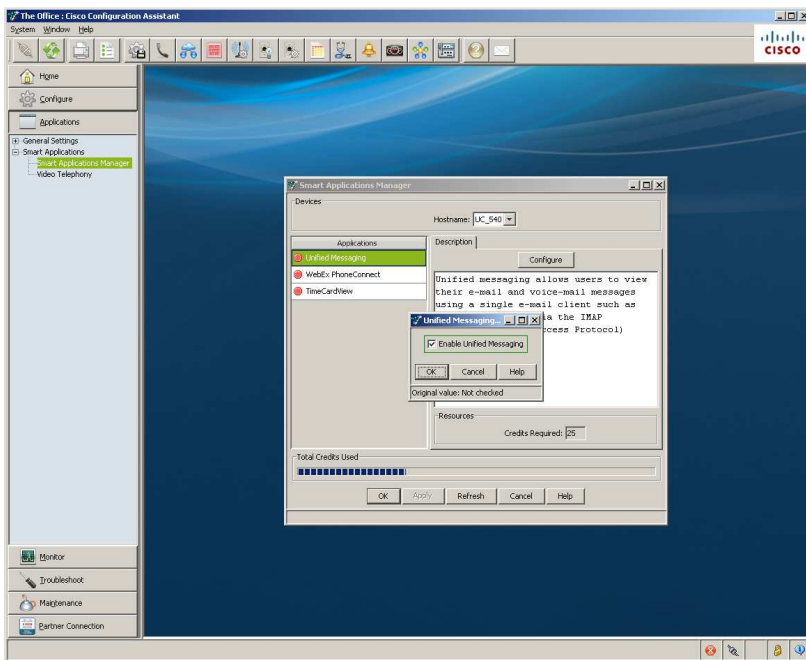 The Office : Cisco Configuration Assistant
System Window Help
CISCO
Home
Configure
Applications
General Settings
Smart Applications
Smart Applications Manager
Video Telephony
Smart Applications Manager
Devices
Hostname: UC_540
Applications
Unified Messaging
WebEx PhoneConnect
TimeCardView
Description
Configure
Unified messaging allows users to view
their e-mail and voice-mail messages
using a single e-mail client such as
ia the IMAP
cess Protocol)
Unified Messaging...
Enable Unified Messaging
OK Cancel Help
Original value: Not checked
Resources
Credits Required: 25
Total Credits Used
OK Apply Refresh Cancel Help
Monitor
Troubleshoot
Maintenance
Partner Connection